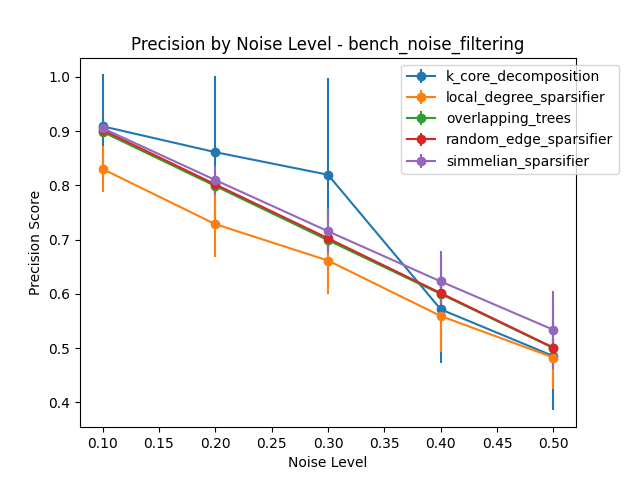 Precision by Noise Level - bench_noise_filtering
k_core_decomposition
local_degree_sparsifier
overlapping_trees
random_edge_sparsifier
simmelian_sparsifier
Precision Score
1.0
0.9
0.8
0.7
0.6
0.5
0.4
0.10 0.15 0.20 0.25 0.30 0.35 0.40 0.45 0.50
Noise Level